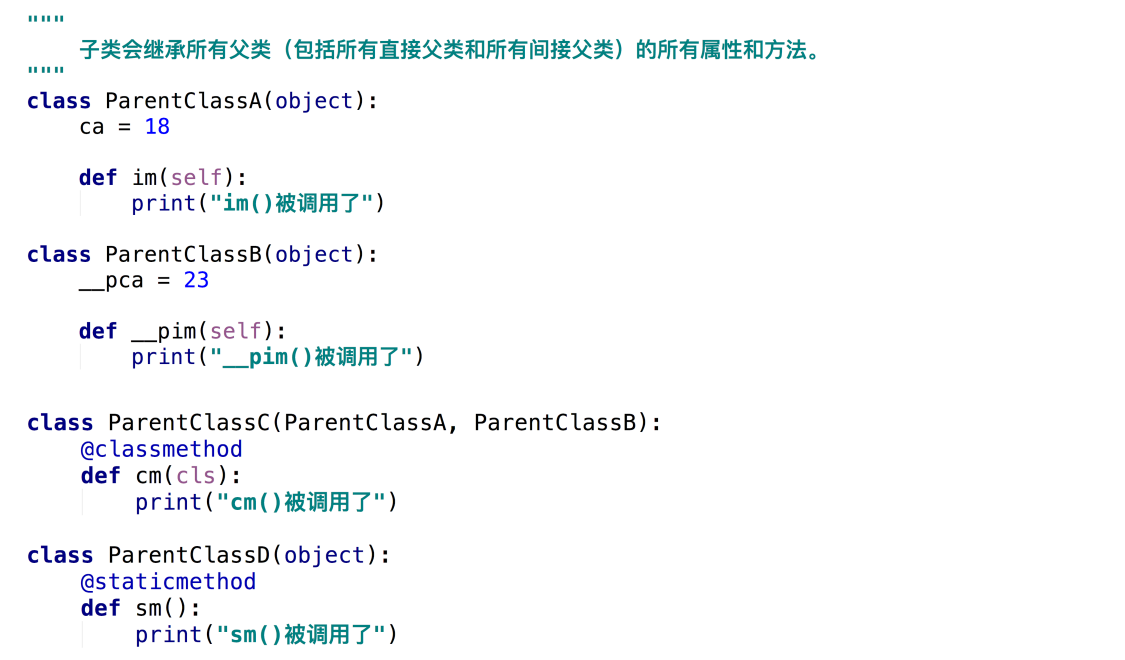 """
    子类会继承所有父类（包括所有直接父类和所有间接父类）的所有属性和方法。
"""
class ParentClassA(object):
    ca = 18
    def im(self):
        print("im()被调用了")
class ParentClassB(object):
    __pca = 23
    def __pim(self):
        print("__pim()被调用了")
class ParentClassC(ParentClassA, ParentClassB):
    @classmethod
    def cm(cls):
        print("cm()被调用了")
class ParentClassD(object):
    @staticmethod
    def sm():
        print("sm()被调用了")